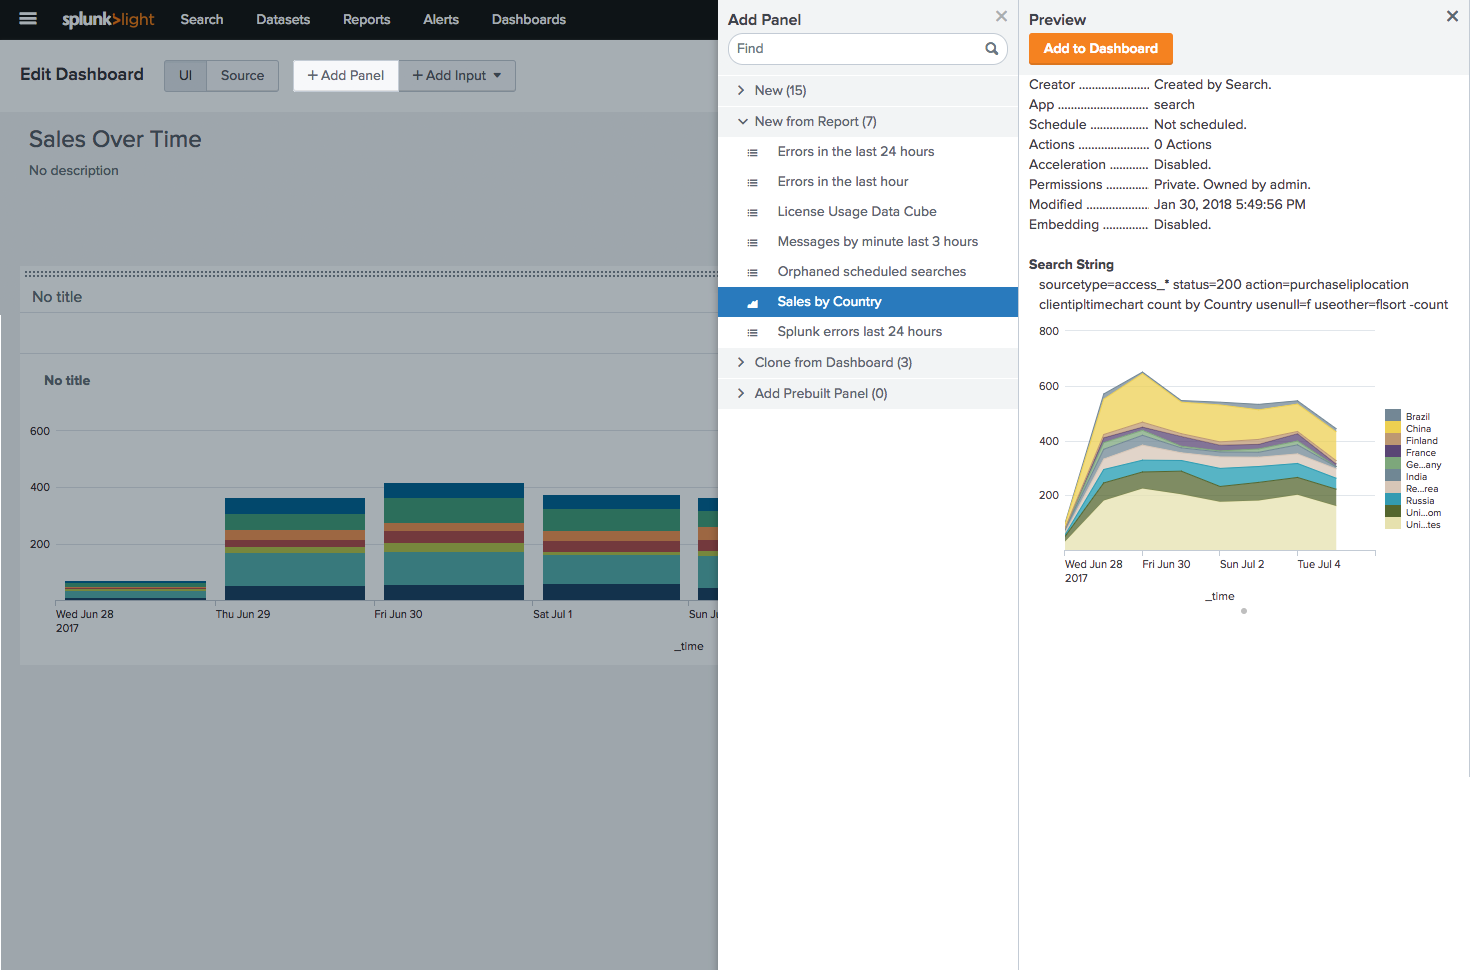 splunk>light Search Datasets Reports Alerts Dashboards
Edit Dashboard UI Source + Add Panel + Add Input
Sales Over Time
No description
No title
No title
600
400
200
Wed Jun 28 Thu Jun 29 Fri Jun 30 Sat Jul 1 Sun Ju
2017
_time
Add Panel
Find
New (15)
New from Report (7)
Errors in the last 24 hours
Errors in the last hour
License Usage Data Cube
Messages by minute last 3 hours
Orphaned scheduled searches
Sales by Country
Splunk errors last 24 hours
Clone from Dashboard (3)
Add Prebuilt Panel (0)
Preview
Add to Dashboard
Creator ...................... Created by Search.
App ............................ search
Schedule .................. Not scheduled.
Actions ...................... 0 Actions
Acceleration ............ Disabled.
Permissions ............. Private. Owned by admin.
Modified .................... Jan 30, 2018 5:49:56 PM
Embedding .............. Disabled.
Search String
sourcetype=access_* status=200 action=purchase|iplocation
clientip|timechart count by Country usenull=f useother=f|sort -count
800
600
400
200
Wed Jun 28 Fri Jun 30 Sun Jul 2 Tue Jul 4
2017
_time
Brazil
China
Finland
France
Ge...any
India
Re...rea
Russia
Uni...om
Uni...tes